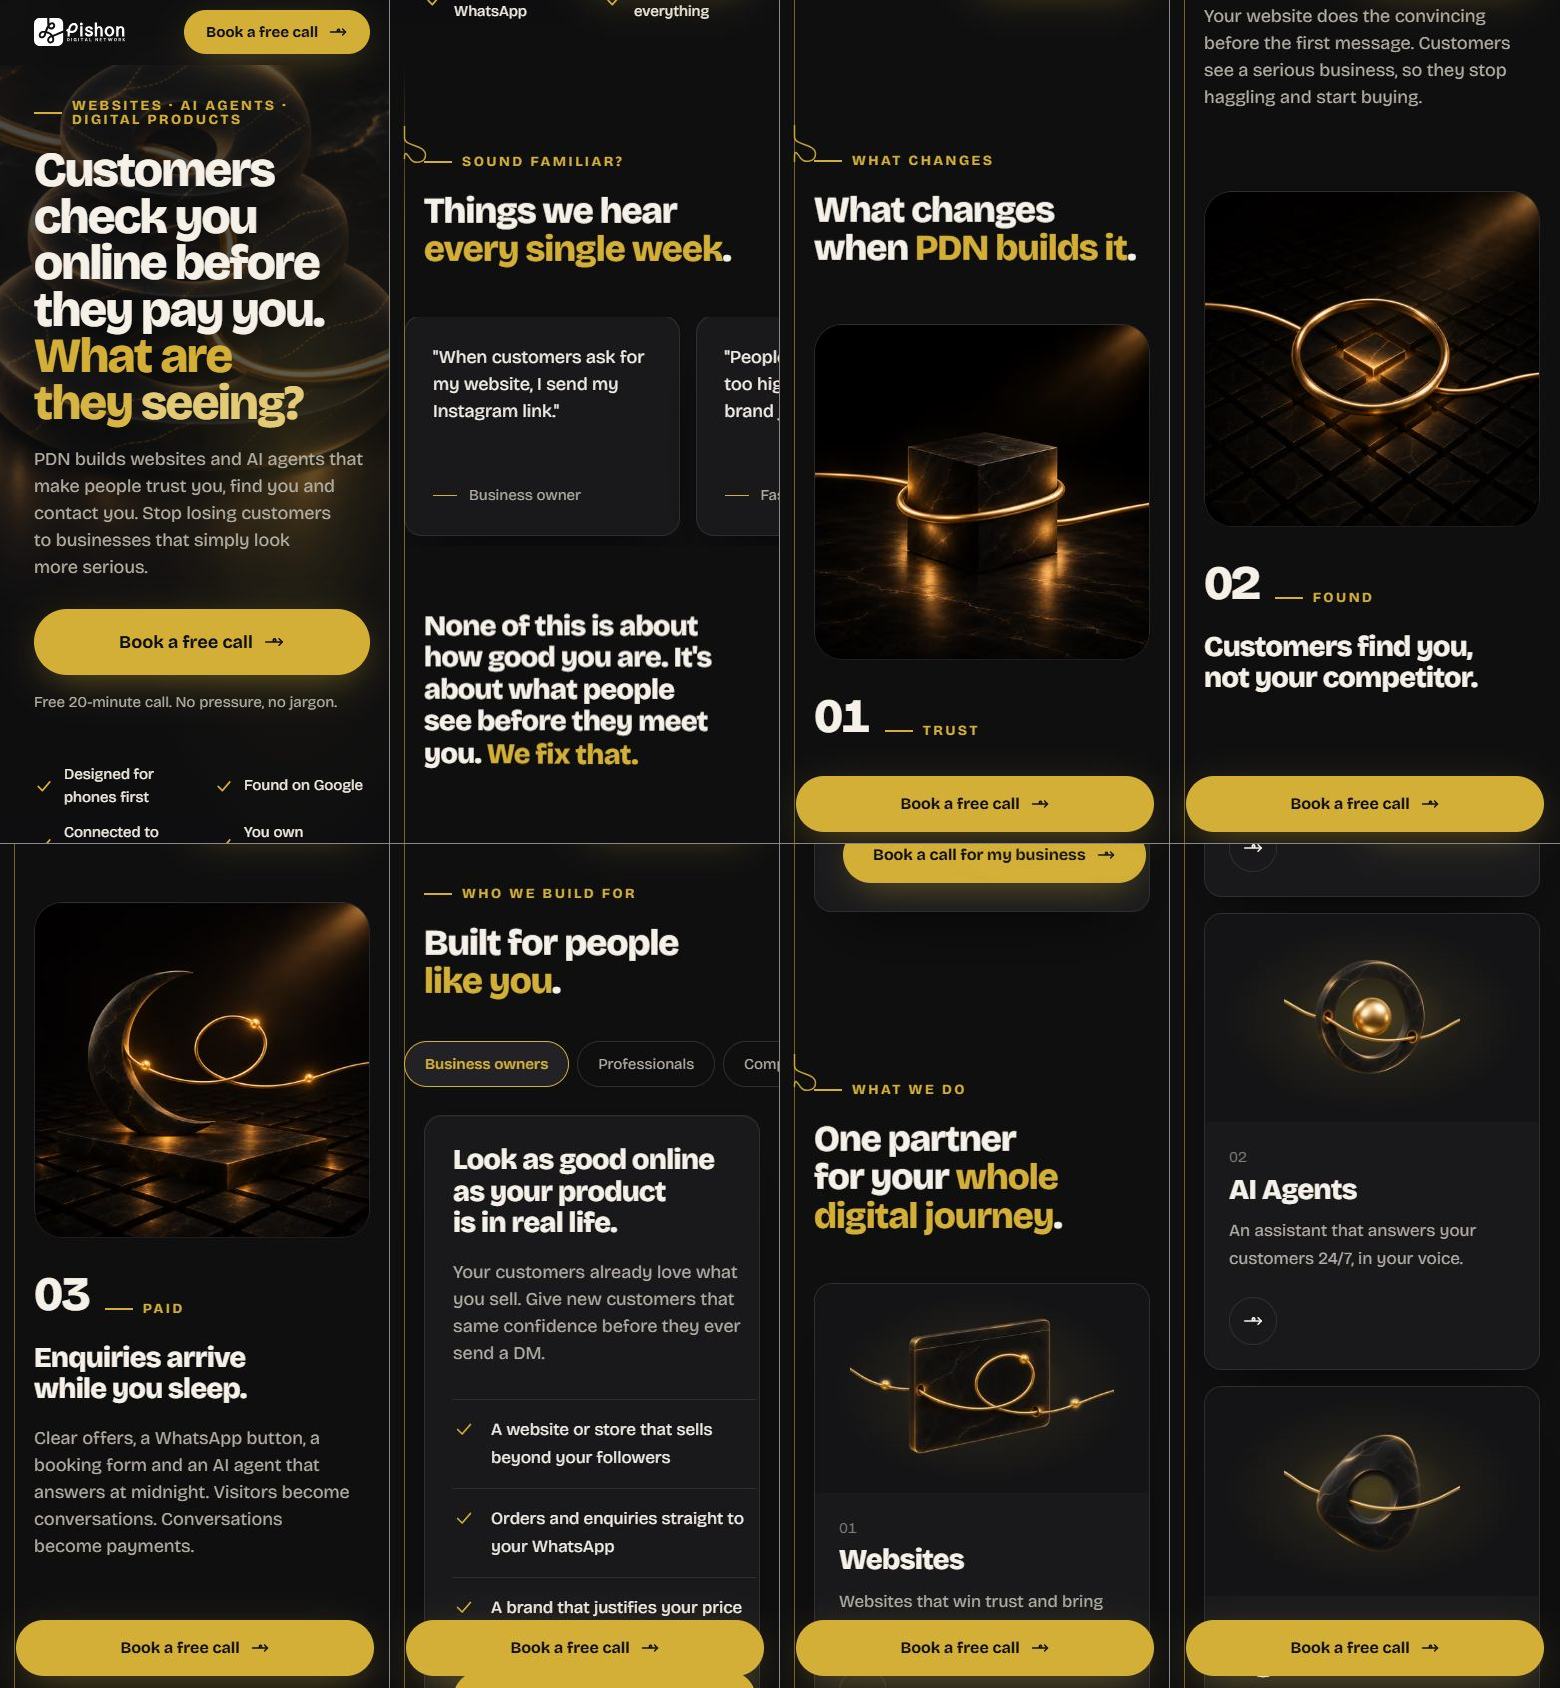 Pishon
DIGITAL NETWORK
Book a free call
WEBSITES · AI AGENTS ·
DIGITAL PRODUCTS
Customers
check you
online before
they pay you.
What are
they seeing?
PDN builds websites and AI agents that
make people trust you, find you and
contact you. Stop losing customers
to businesses that simply look
more serious.
Book a free call
Free 20-minute call. No pressure, no jargon.
Designed for
phones first
Found on Google
Connected to
You own
WhatsApp
everything
SOUND FAMILIAR?
Things we hear
every single week.
"When customers ask for
my website, I send my
Instagram link."
Business owner
"Peopl
too hig
brand
Fas
None of this is about
how good you are. It's
about what people
see before they meet
you. We fix that.
WHAT CHANGES
What changes
when PDN builds it.
01
TRUST
Book a free call
Your website does the convincing
before the first message. Customers
see a serious business, so they stop
haggling and start buying.
02
FOUND
Customers find you,
not your competitor.
Book a free call
03
PAID
Enquiries arrive
while you sleep.
Clear offers, a WhatsApp button, a
booking form and an AI agent that
answers at midnight. Visitors become
conversations. Conversations
become payments.
Book a free call
WHO WE BUILD FOR
Built for people
like you.
Business owners
Professionals
Comp
Look as good online
as your product
is in real life.
Your customers already love what
you sell. Give new customers that
same confidence before they ever
send a DM.
A website or store that sells
beyond your followers
Orders and enquiries straight to
your WhatsApp
A brand that justifies your price
Book a free call
Book a call for my business
WHAT WE DO
One partner
for your whole
digital journey.
01
Websites
Websites that win trust and bring
Book a free call
02
AI Agents
An assistant that answers your
customers 24/7, in your voice.
Book a free call